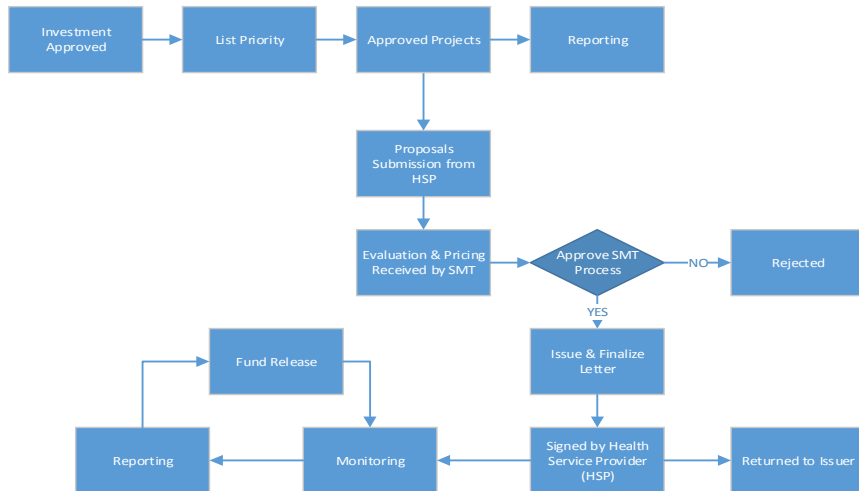 Investment
Approved
List Priority
Approved Projects
Reporting
Proposals
Submission from
HSP
Evaluation & Pricing
Received by SMT
Approve SMT
Process
NO
Rejected
YES
Issue & Finalize
Letter
Fund Release
Reporting
Monitoring
Signed by Health
Service Provider
(HSP)
Returned to Issuer